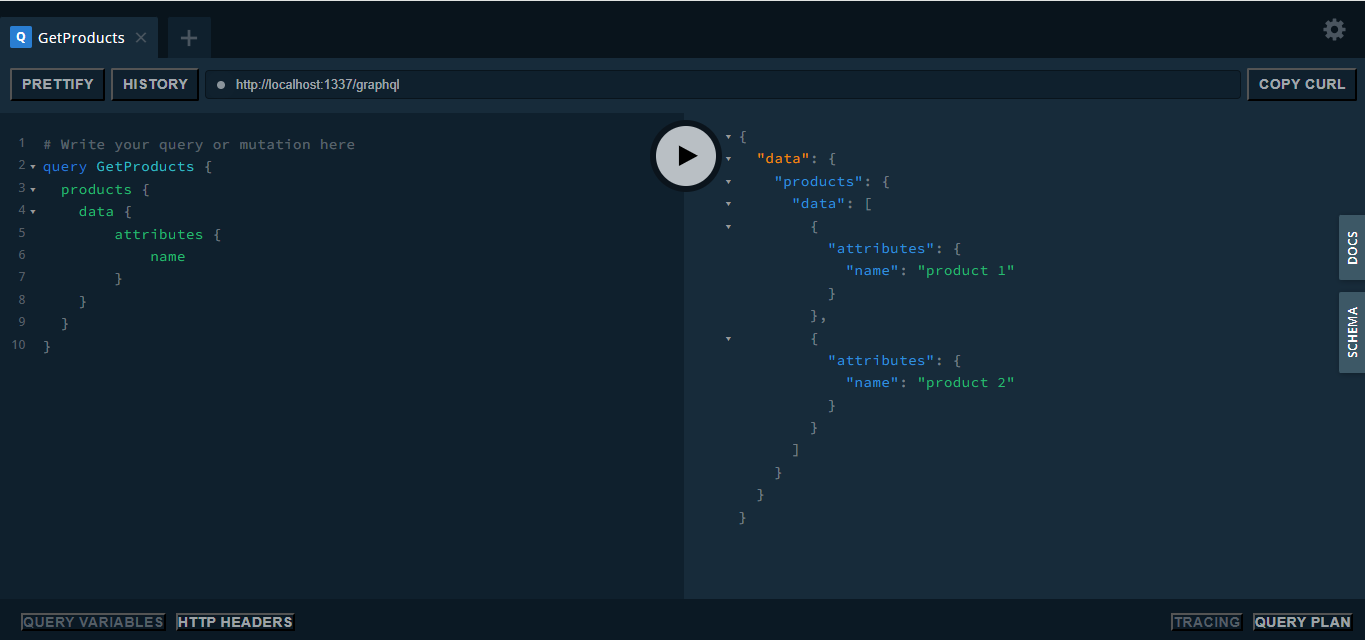 Q GetProducts
PRETTIFY HISTORY http://localhost:1337/graphql COPY CURL
1 # Write your query or mutation here
2 query GetProducts {
3 products {
4 data {
5 attributes {
6 name
7 }
8 }
9 }
10 }
{
"data": {
"products": {
"data": [
{
"attributes": {
"name": "product 1"
}
},
{
"attributes": {
"name": "product 2"
}
}
]
}
}
}
DOCS
SCHEMA
QUERY VARIABLES HTTP HEADERS TRACING QUERY PLAN